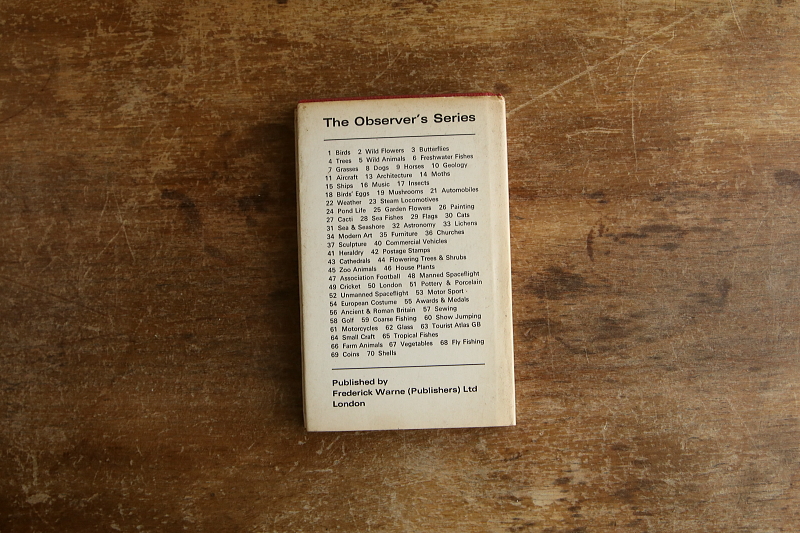 The Observer's Series
1 Birds 2 Wild Flowers 3 Butterflies
4 Trees 5 Wild Animals 6 Freshwater Fishes
7 Grasses 8 Dogs 9 Horses 10 Geology
11 Aircraft 13 Architecture 14 Moths
15 Ships 16 Music 17 Insects
18 Birds' Eggs 19 Mushrooms 21 Automobiles
22 Weather 23 Steam Locomotives
24 Pond Life 25 Garden Flowers 26 Painting
27 Cacti 28 Sea Fishes 29 Flags 30 Cats
31 Sea & Seashore 32 Astronomy 33 Lichens
34 Modern Art 35 Furniture 36 Churches
37 Sculpture 40 Commercial Vehicles
41 Heraldry 42 Postage Stamps
43 Cathedrals 44 Flowering Trees & Shrubs
45 Zoo Animals 46 House Plants
47 Association Football 48 Manned Spaceflight
49 Cricket 50 London 51 Pottery & Porcelain
52 Unmanned Spaceflight 53 Motor Sport
54 European Costume 55 Awards & Medals
56 Ancient & Roman Britain 57 Sewing
58 Golf 59 Coarse Fishing 60 Show Jumping
61 Motorcycles 62 Glass 63 Tourist Atlas GB
64 Small Craft 65 Tropical Fishes
66 Farm Animals 67 Vegetables 68 Fly Fishing
69 Coins 70 Shells
Published by
Frederick Warne (Publishers) Ltd
London